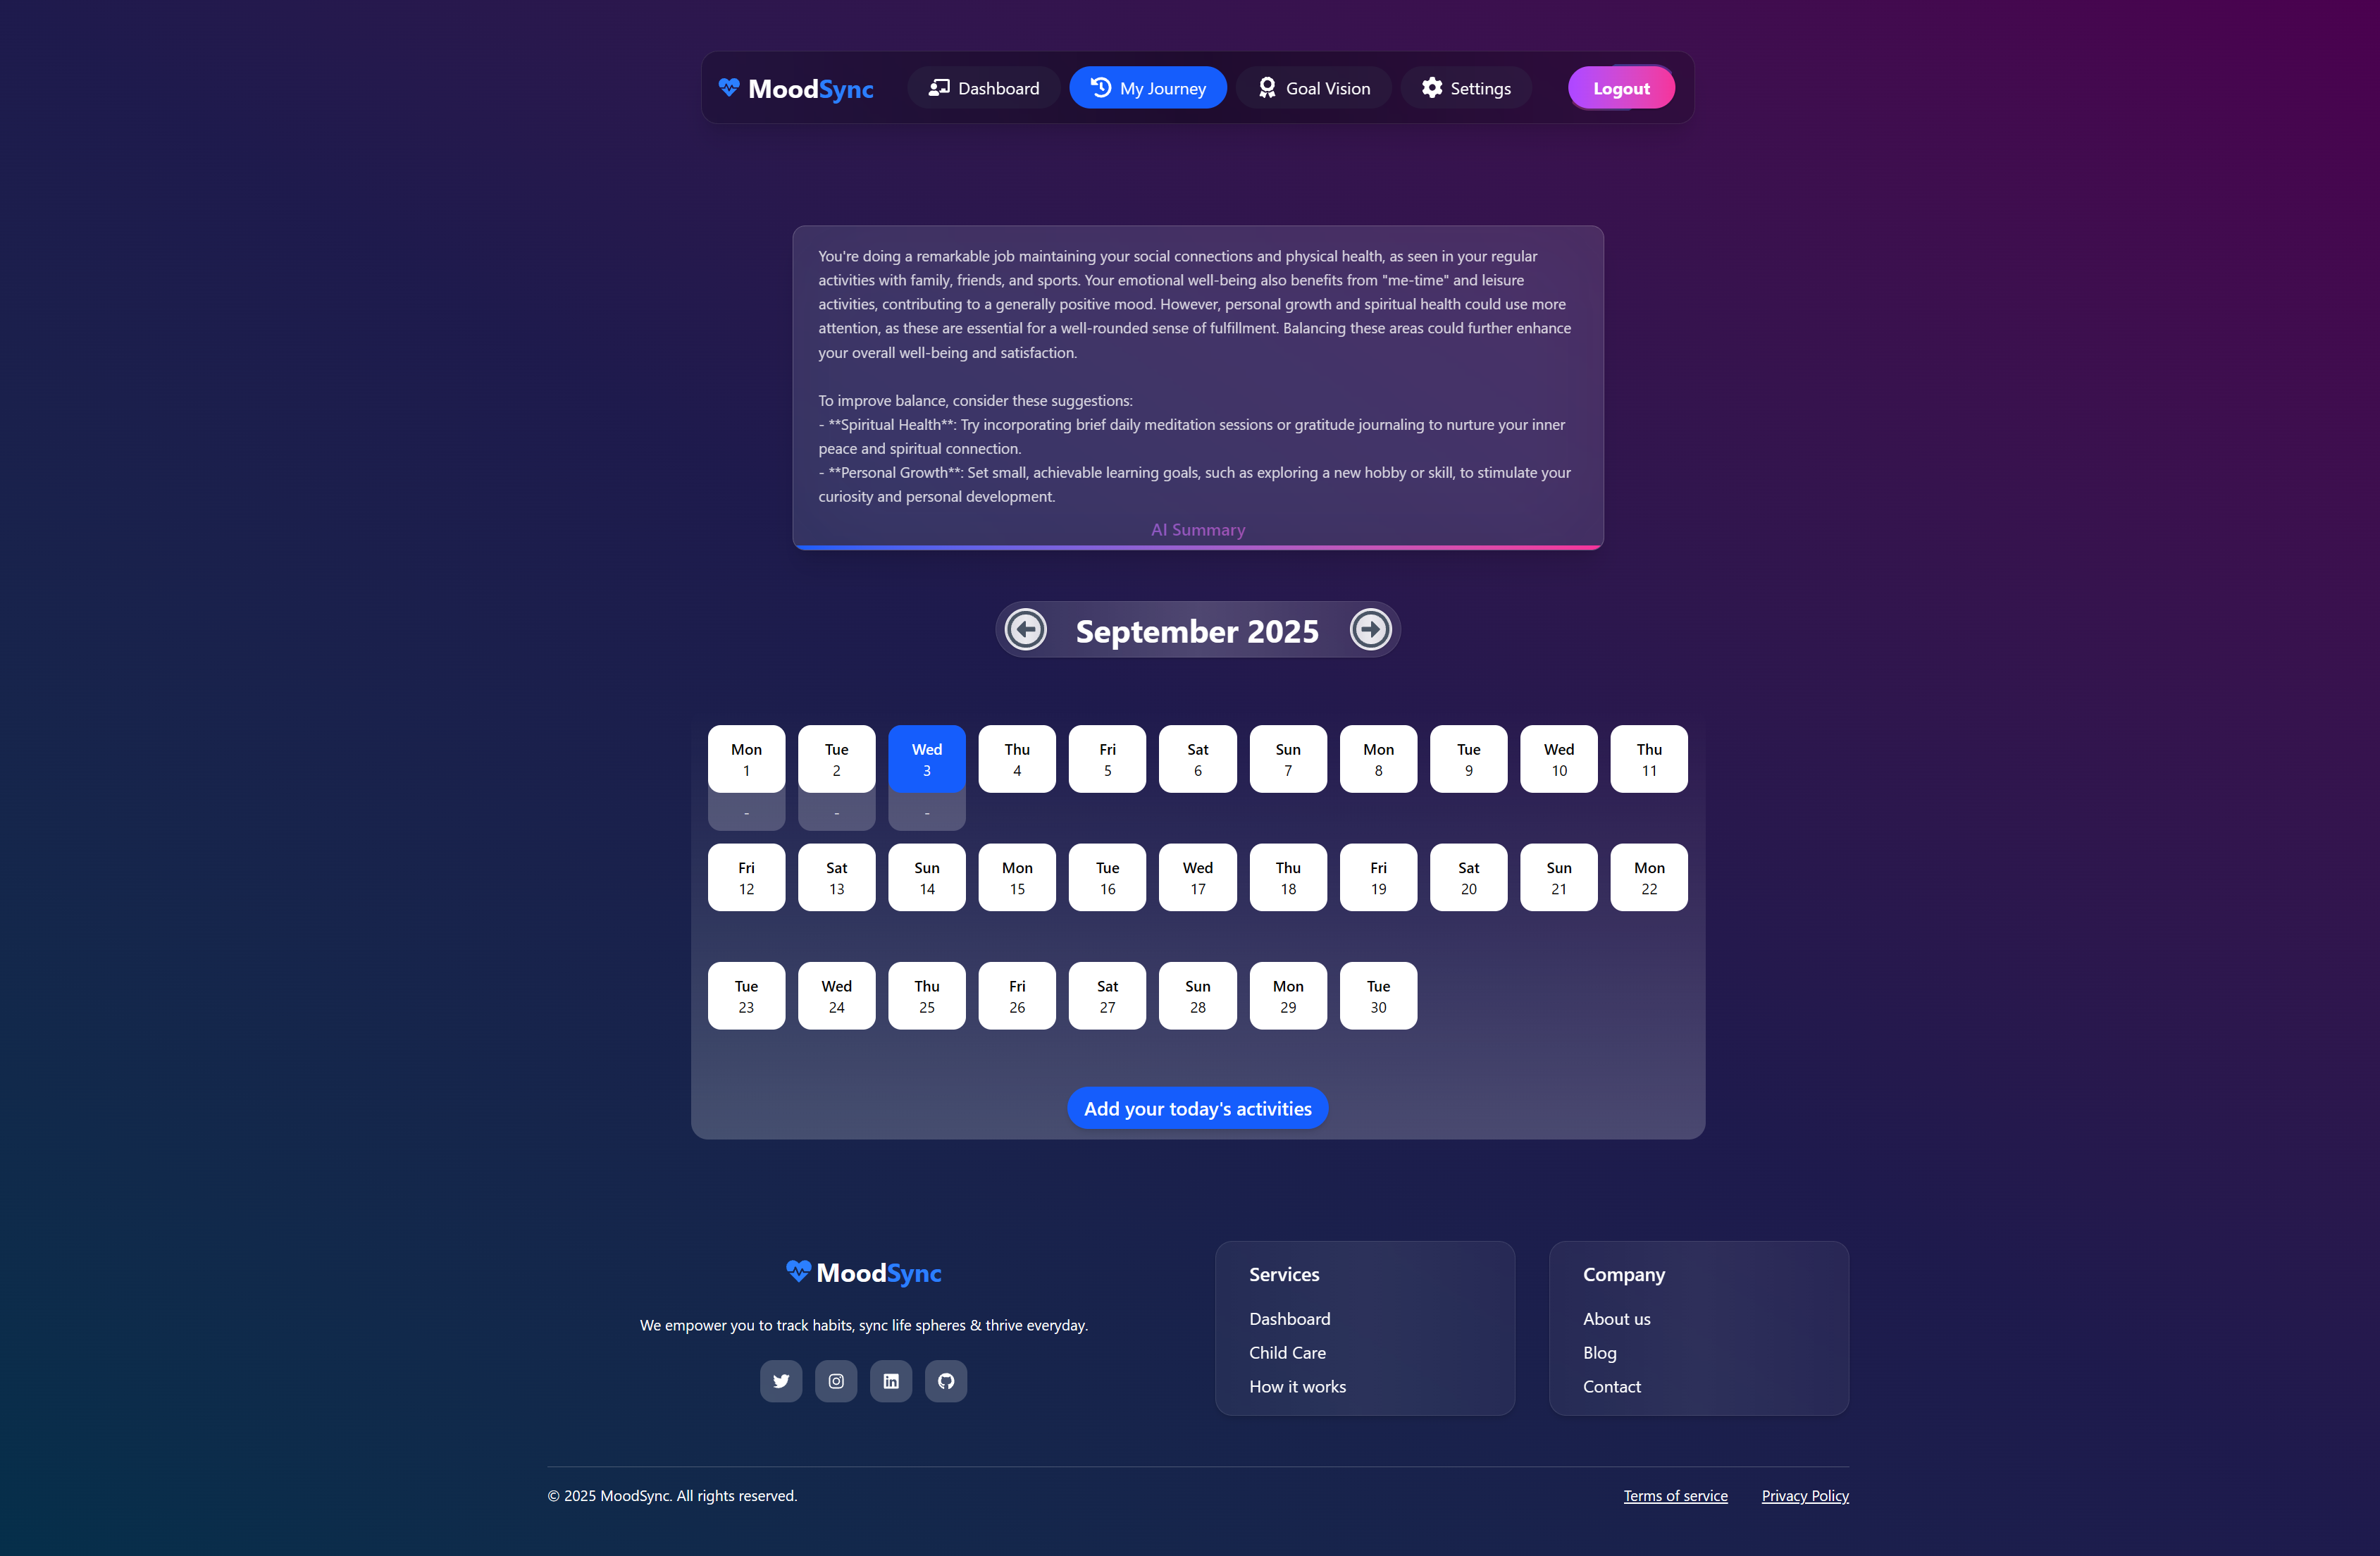 MoodSync
Dashboard
My Journey
Goal Vision
Settings
Logout
You're doing a remarkable job maintaining your social connections and physical health, as seen in your regular
activities with family, friends, and sports. Your emotional well-being also benefits from "me-time" and leisure
activities, contributing to a generally positive mood. However, personal growth and spiritual health could use more
attention, as these are essential for a well-rounded sense of fulfillment. Balancing these areas could further enhance
your overall well-being and satisfaction.
To improve balance, consider these suggestions:
- **Spiritual Health**: Try incorporating brief daily meditation sessions or gratitude journaling to nurture your inner
peace and spiritual connection.
- **Personal Growth**: Set small, achievable learning goals, such as exploring a new hobby or skill, to stimulate your
curiosity and personal development.
AI Summary
September 2025
Mon Tue Wed Thu Fri Sat Sun Mon Tue Wed Thu
1 2 3 4 5 6 7 8 9 10 11
- - -
Fri Sat Sun Mon Tue Wed Thu Fri Sat Sun Mon
12 13 14 15 16 17 18 19 20 21 22
Tue Wed Thu Fri Sat Sun Mon Tue
23 24 25 26 27 28 29 30
Add your today's activities
MoodSync
We empower you to track habits, sync life spheres & thrive everyday.
Services
Dashboard
Child Care
How it works
Company
About us
Blog
Contact
© 2025 MoodSync. All rights reserved.
Terms of service
Privacy Policy